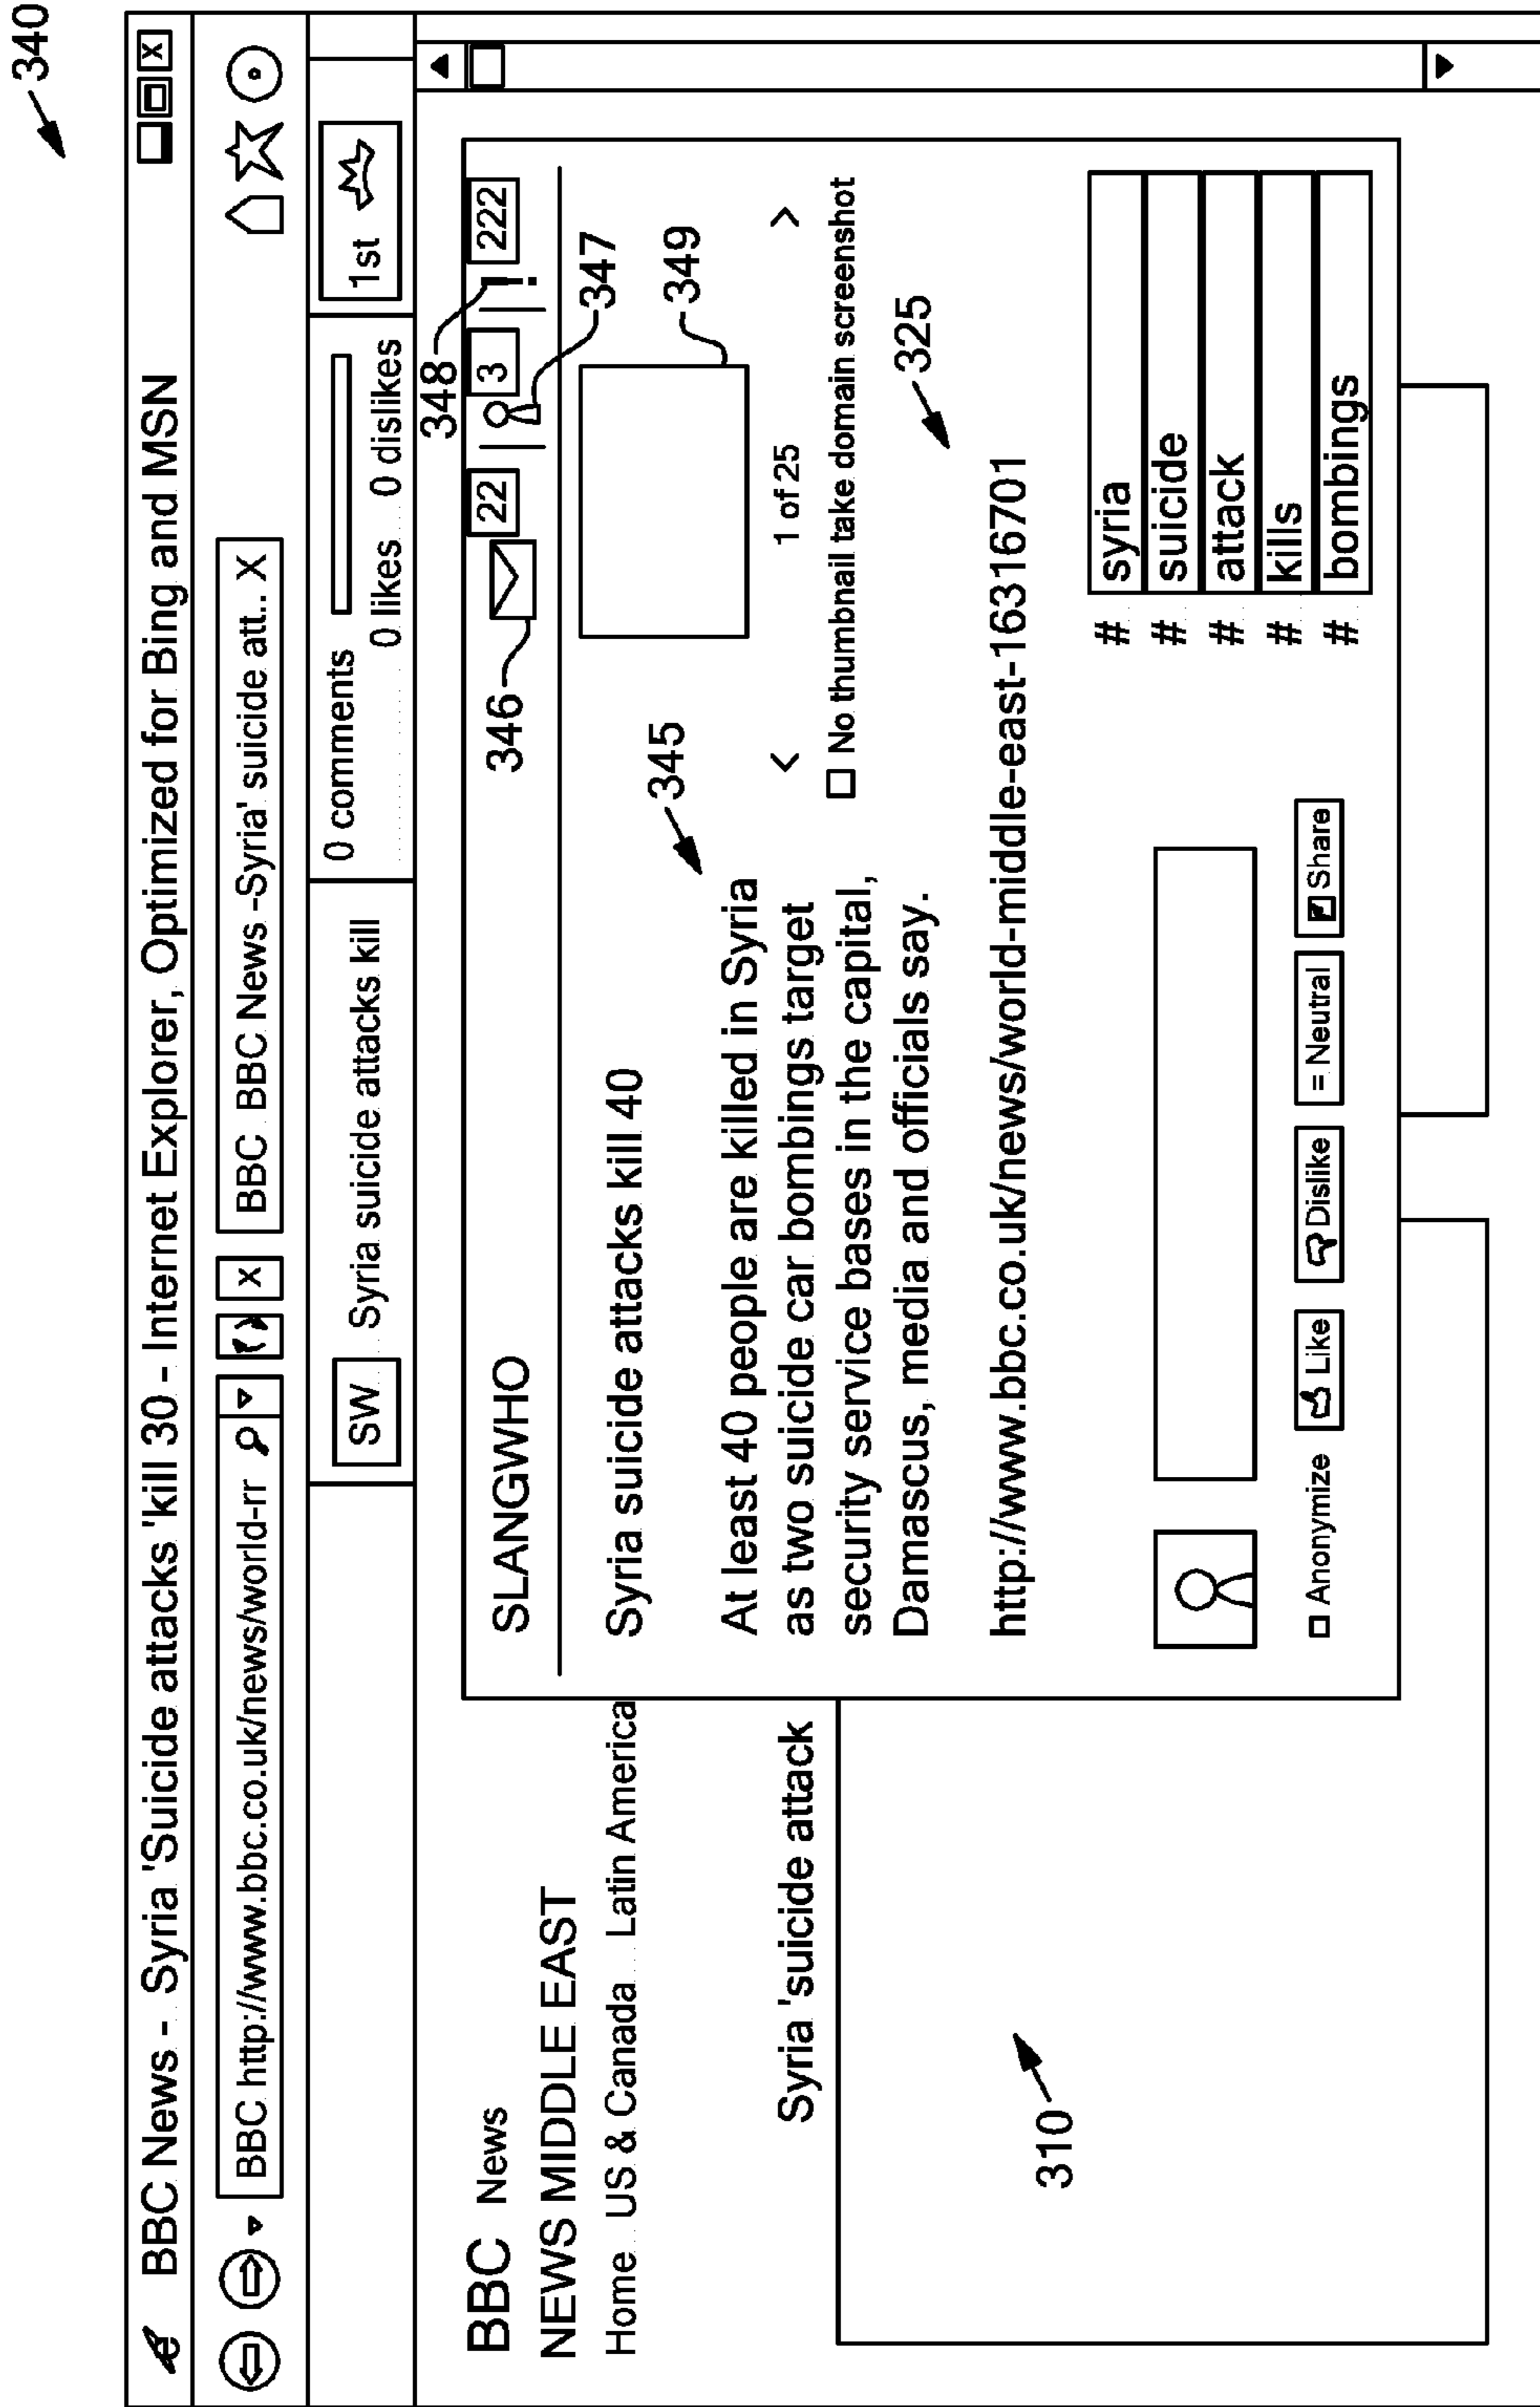 340
BBC News - Syria 'Suicide attacks 'kill 30 - Internet Explorer, Optimized for Bing and MSN X
BBC http://www.bbc.co.uk/news/world-rr X BBC BBC News -Syria' suicide att.. X
SW Syria suicide attacks kill 0 comments 1st
0 likes 0 dislikes
348
BBC News
NEWS MIDDLE EAST
Home US & Canada Latin America
Syria 'suicide attack
310
SLANGWHO 346 22 3 222
347
Syria suicide attacks kill 40
345
349
At least 40 people are killed in Syria
as two suicide car bombings target
security service bases in the capital,
Damascus, media and officials say.
< 1 of 25 >
No thumbnail take domain screenshot
325
http://www.bbc.co.uk/news/world-middle-east-16316701
# syria
# suicide
# attack
# kills
# bombings
Anonymize Like Dislike = Neutral Share